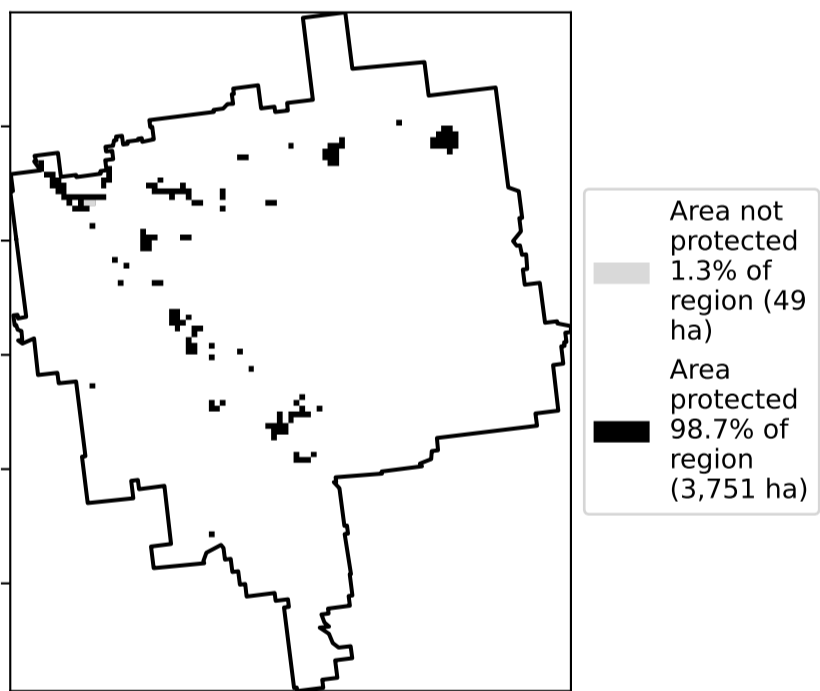 Area not
protected
1.3% of
region (49
ha)
Area
protected
98.7% of
region
(3,751 ha)